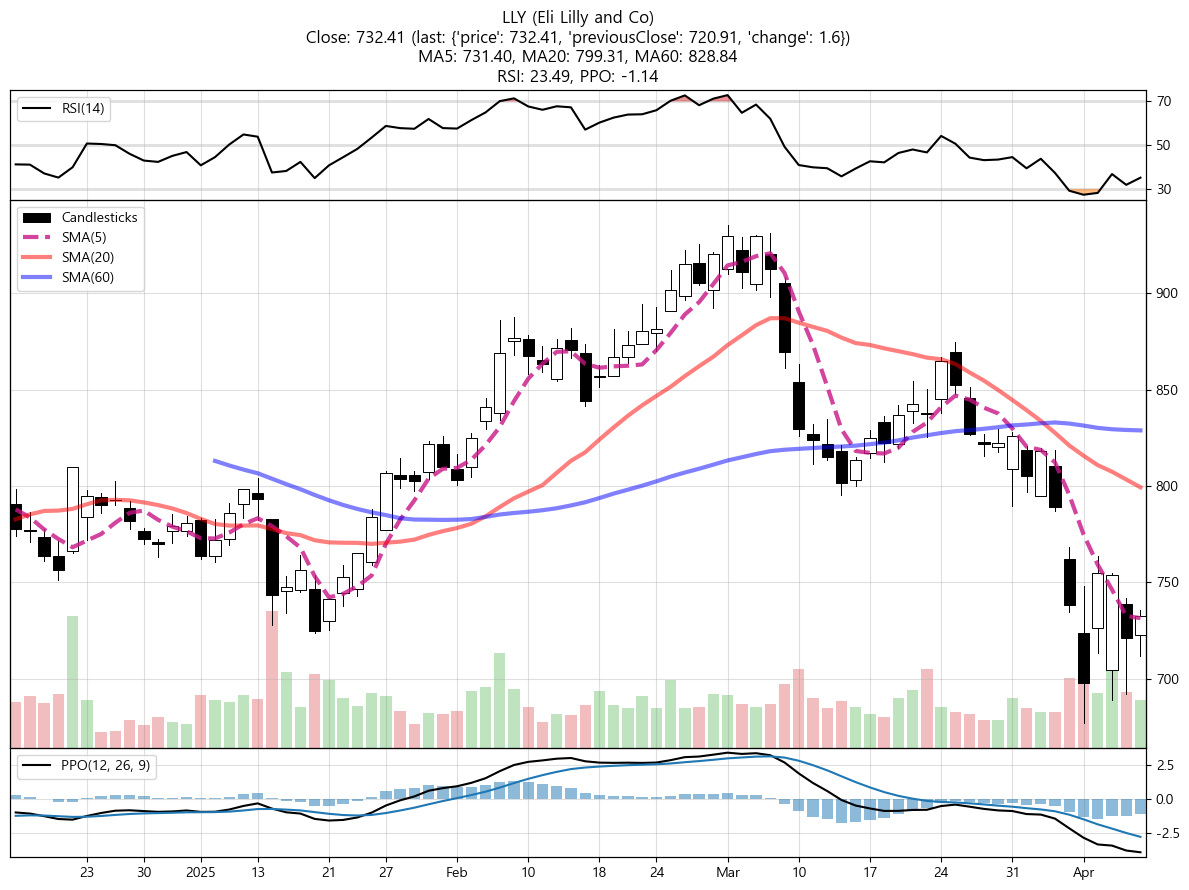 LLY (Eli Lilly and Co)
Close: 732.41 (last: {'price': 732.41, 'previousClose': 720.91, 'change': 1.6})
MA5: 731.40, MA20: 799.31, MA60: 828.84
RSI: 23.49, PPO: -1.14
RSI(14)
70
50
30
Candlesticks
SMA(5)
SMA(20)
SMA(60)
900
850
800
750
700
PPO(12, 26, 9)
2.5
0.0
−2.5
23 30 2025 13 21 27 Feb 10 18 24 Mar 10 17 24 31 Apr